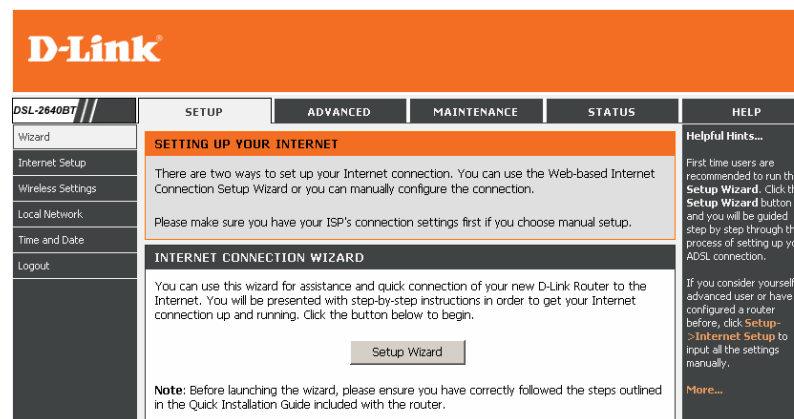 D-Link
DSL-2640BT
SETUP
ADVANCED
MAINTENANCE
STATUS
HELP
Wizard
Internet Setup
Wireless Settings
Local Network
Time and Date
Logout
SETTING UP YOUR INTERNET
There are two ways to set up your Internet connection. You can use the Web-based Internet
Connection Setup Wizard or you can manually configure the connection.
Please make sure you have your ISP's connection settings first if you choose manual setup.
INTERNET CONNECTION WIZARD
You can use this wizard for assistance and quick connection of your new D-Link Router to the
Internet. You will be presented with step-by-step instructions in order to get your Internet
connection up and running. Click the button below to begin.
Setup Wizard
Note: Before launching the wizard, please ensure you have correctly followed the steps outlined
in the Quick Installation Guide included with the router.
Helpful Hints...
First time users are
recommended to run
Setup Wizard. Click
Setup Wizard button
and you will be guided
step by step through
process of setting up
ADSL connection.
If you consider yourself
advanced user or have
configured a router
before, click Setup-
>Internet Setup to
input all the settings
manually.
More...